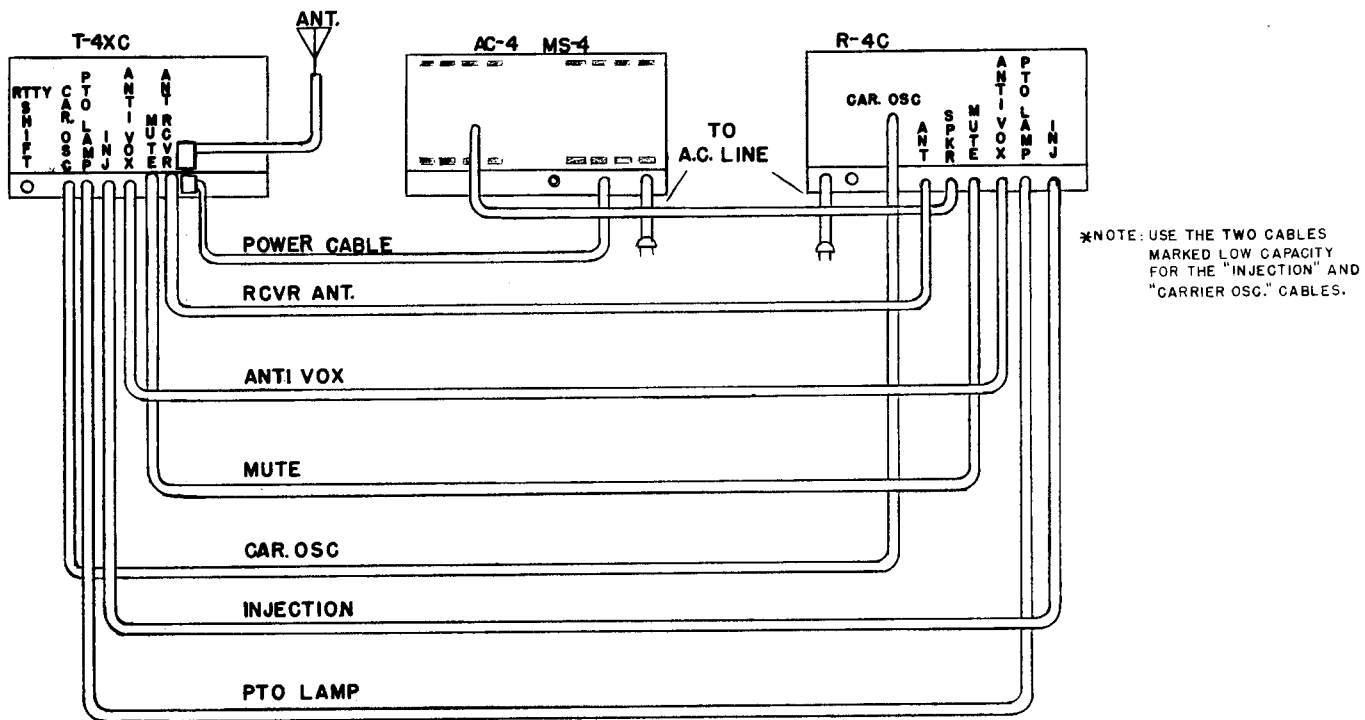 ANT.
T-4XC
AC-4 MS-4
R-4C
RTTY SHIFT
CAR. OSC
PTO LAMP
INJ
ANTI VOX
MUTE
ANT RCVR
CAR. OSC
ANT
SPKR
MUTE
ANTI VOX
PTO LAMP
INJ
TO
A.C. LINE
POWER CABLE
RCVR ANT.
ANTI VOX
MUTE
CAR. OSC
INJECTION
PTO LAMP
*NOTE: USE THE TWO CABLES
MARKED LOW CAPACITY
FOR THE "INJECTION" AND
"CARRIER OSC." CABLES.